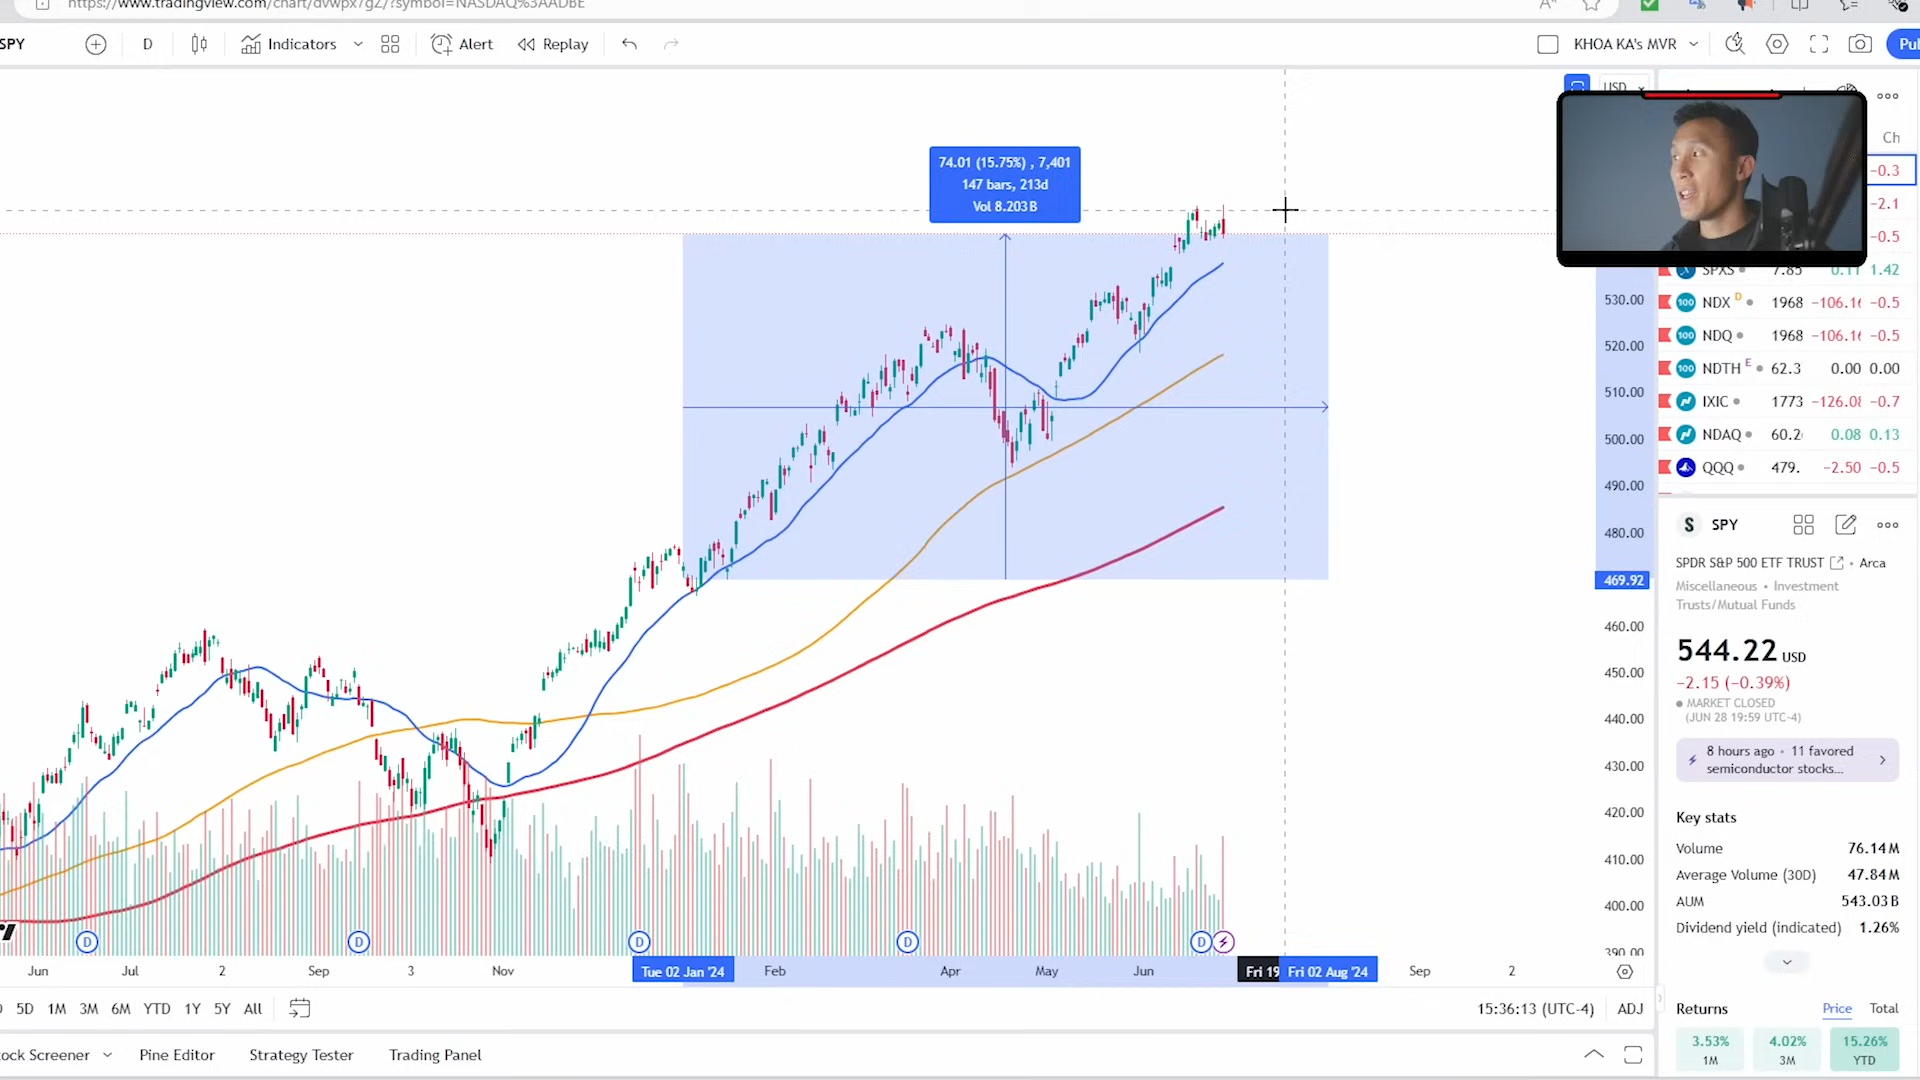 https://www.tradingview.com/chart/dvwpx7gZ/?symbol=NASDAQ%3AADBE
SPY
D
Indicators
Alert
Replay
KHOA KA's MVR
USD
Ch
-0.3
-2.1
-0.5
SPXS 7.85 0.11 1.42
NDX D 1968 −106.16 −0.5
NDQ 1968 −106.16 −0.5
NDTH E 62.3 0.00 0.00
IXIC 1773 −126.08 −0.7
NDAQ 60.2 0.08 0.13
QQQ 479. −2.50 −0.5
74.01 (15.75%) , 7,401
147 bars, 213d
Vol 8.203B
530.00
520.00
510.00
500.00
490.00
480.00
469.92
460.00
450.00
440.00
430.00
420.00
410.00
400.00
390.00
S SPY
SPDR S&P 500 ETF TRUST • Arca
Miscellaneous • Investment
Trusts/Mutual Funds
544.22 USD
−2.15 (−0.39%)
MARKET CLOSED
(JUN 28 19:59 UTC-4)
8 hours ago • 11 favored
semiconductor stocks...
Key stats
Volume 76.14M
Average Volume (30D) 47.84M
AUM 543.03B
Dividend yield (indicated) 1.26%
Returns Price Total
3.53% 4.02% 15.26%
1M 3M YTD
D D D D D
Jun Jul 2 Sep 3 Nov Tue 02 Jan '24 Feb Apr May Jun Fri 19 Fri 02 Aug '24 Sep 2
5D 1M 3M 6M YTD 1Y 5Y All
15:36:13 (UTC-4) ADJ
ock Screener Pine Editor Strategy Tester Trading Panel